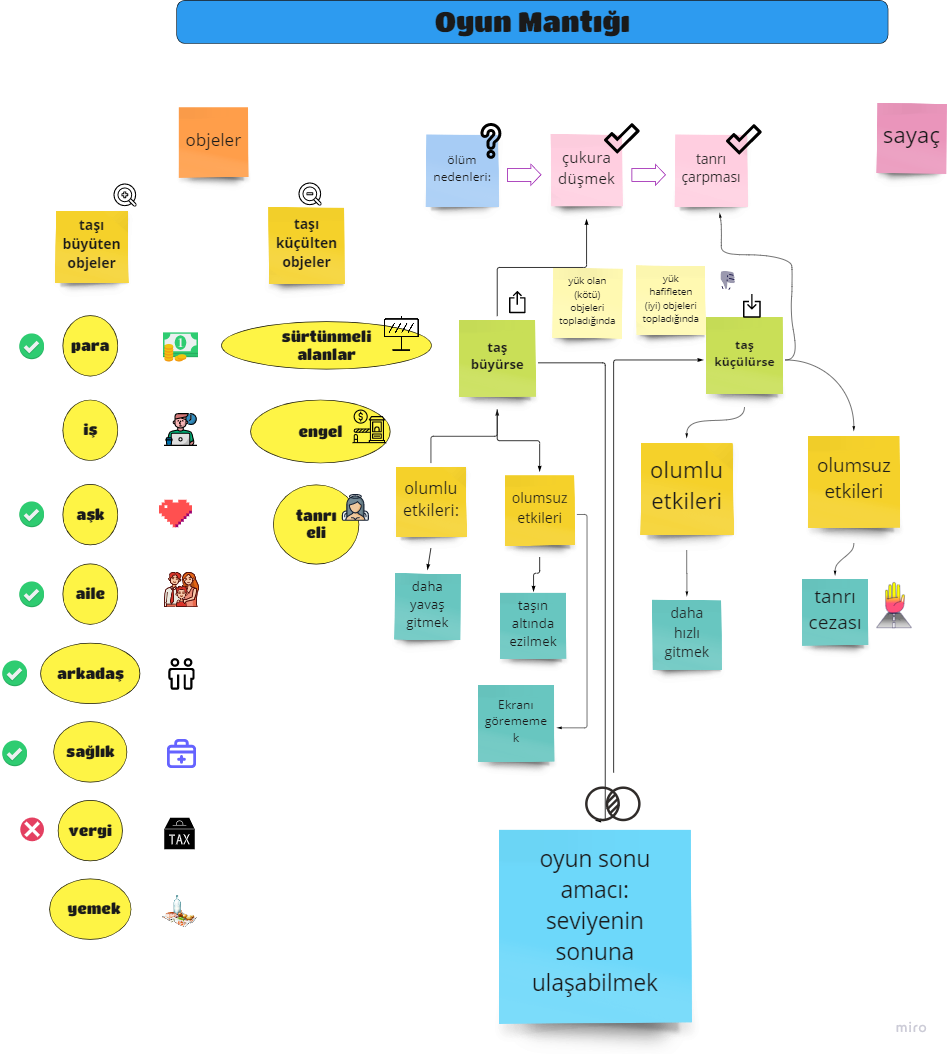 Oyun Mantığı
objeler
ölüm
nedenleri:
çukura
düşmek
tanrı
çarpması
sayaç
taşı
büyüten
objeler
taşı
küçülten
objeler
yük olan
(kötü)
objeleri
topladığında
yük
hafifleten
(iyi) objeleri
topladığında
para
1
sürtünmeli
alanlar
taş
büyürse
taş
küçülürse
iş
engel
$
aşk
tanrı
eli
olumlu
etkileri:
olumsuz
etkileri
olumlu
etkileri
olumsuz
etkileri
aile
daha
yavaş
gitmek
taşın
altında
ezilmek
daha
hızlı
gitmek
tanrı
cezası
arkadaş
Ekranı
görememe
k
sağlık
vergi
TAX
yemek
oyun sonu
amacı:
seviyenin
sonuna
ulaşabilmek
miro